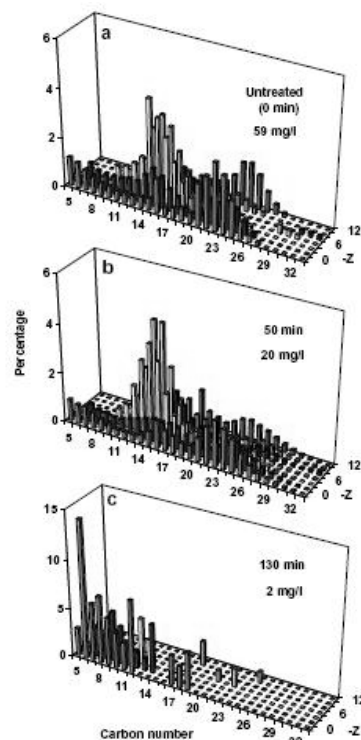 a
6
4
2
0
Untreated
(0 min)
59 mg/l
5 8 11 14 17 20 23 26 29 32
0 6 12
-Z
b
6
4
2
0
50 min
20 mg/l
5 8 11 14 17 20 23 26 29 32
0 6 12
-Z
Percentage
c
15
10
5
0
130 min
2 mg/l
5 8 11 14 17 20 23 26 29
0 6 12
-Z
Carbon number